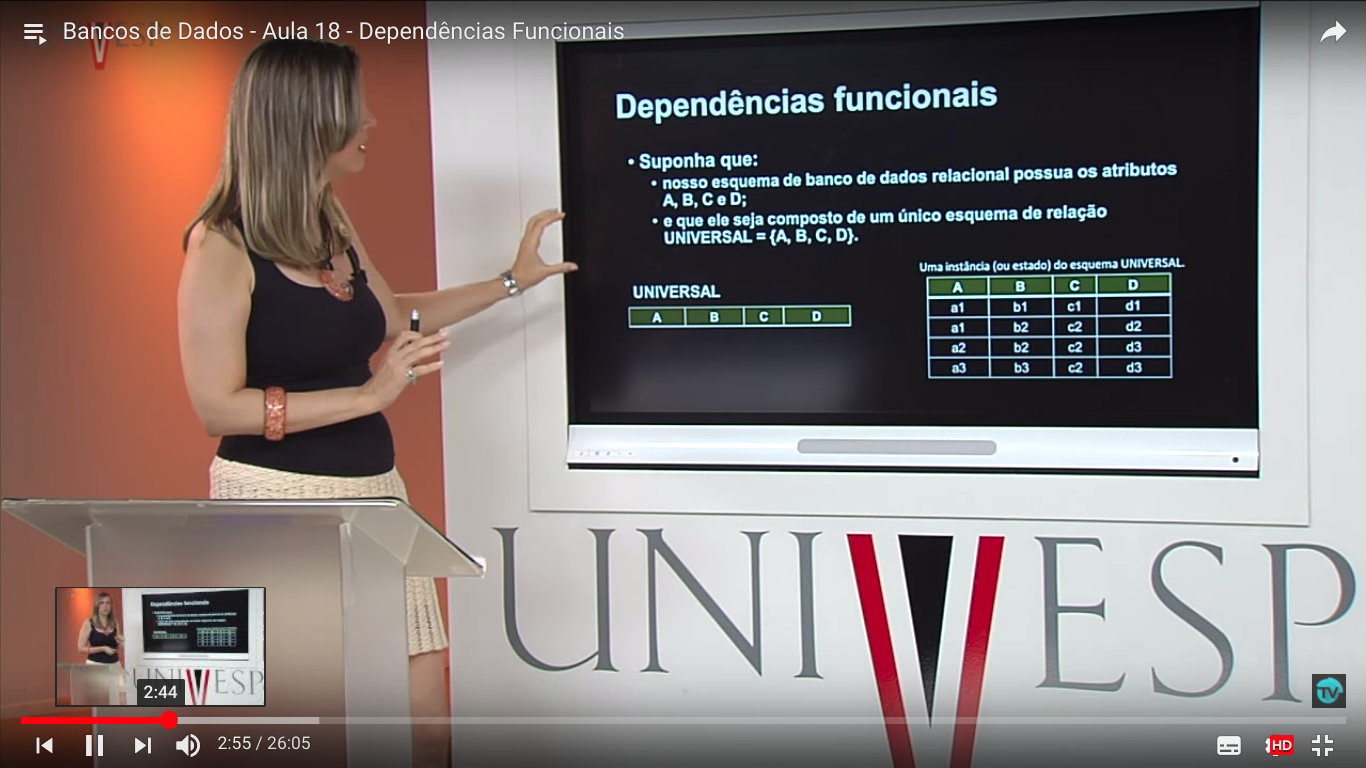 Bancos de Dados - Aula 18 - Dependências Funcionais
Dependências funcionais
• Suponha que:
• nosso esquema de banco de dados relacional possua os atributos
A, B, C e D;
• e que ele seja composto de um único esquema de relação
UNIVERSAL = {A, B, C, D}.
Uma instância (ou estado) do esquema UNIVERSAL.
UNIVERSAL
A B C D
A B C D
a1 b1 c1 d1
a1 b2 c2 d2
a2 b2 c2 d3
a3 b3 c2 d3
UNIVESP
Dependências funcionais
UNIVESP
2:44
TV
2:55 / 26:05
HD